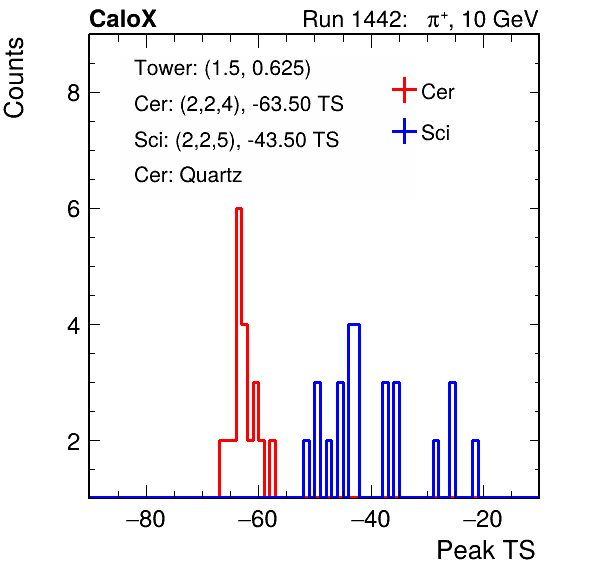 CaloX Run 1442: π⁺, 10 GeV
Counts
Tower: (1.5, 0.625)
Cer: (2,2,4), -63.50 TS
Sci: (2,2,5), -43.50 TS
Cer: Quartz
Cer
Sci
8
6
4
2
−80 −60 −40 −20
Peak TS